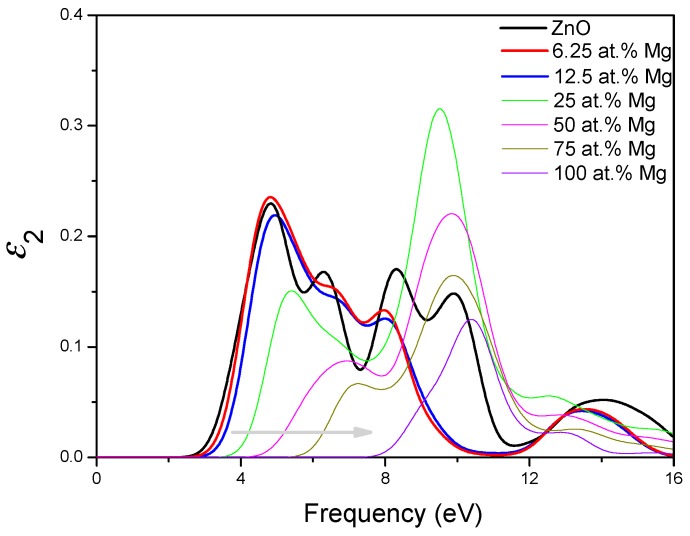 0.4
0.3
0.2
0.1
0.0
ε2
0
4
8
12
16
Frequency (eV)
ZnO
6.25 at.% Mg
12.5 at.% Mg
25 at.% Mg
50 at.% Mg
75 at.% Mg
100 at.% Mg